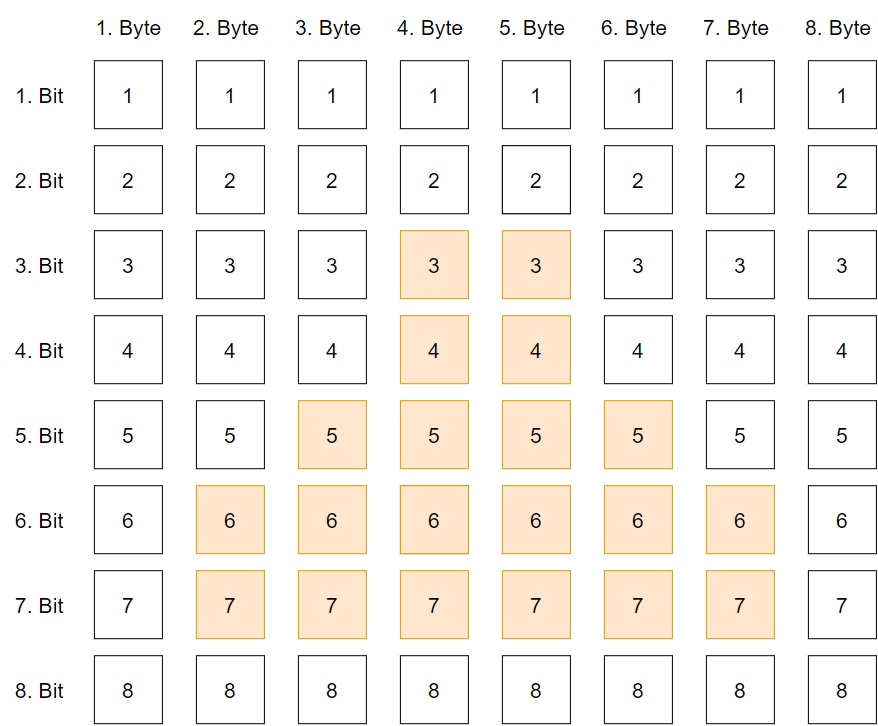 1. Byte 2. Byte 3. Byte 4. Byte 5. Byte 6. Byte 7. Byte 8. Byte
1. Bit 1 1 1 1 1 1 1 1
2. Bit 2 2 2 2 2 2 2 2
3. Bit 3 3 3 3 3 3 3 3
4. Bit 4 4 4 4 4 4 4 4
5. Bit 5 5 5 5 5 5 5 5
6. Bit 6 6 6 6 6 6 6 6
7. Bit 7 7 7 7 7 7 7 7
8. Bit 8 8 8 8 8 8 8 8